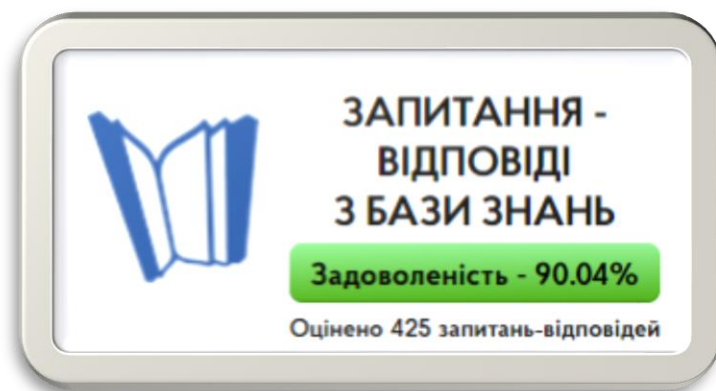 ЗАПИТАННЯ -
ВІДПОВІДІ
З БАЗИ ЗНАНЬ
Задоволеність - 90.04%
Оцінено 425 запитань-відповідей